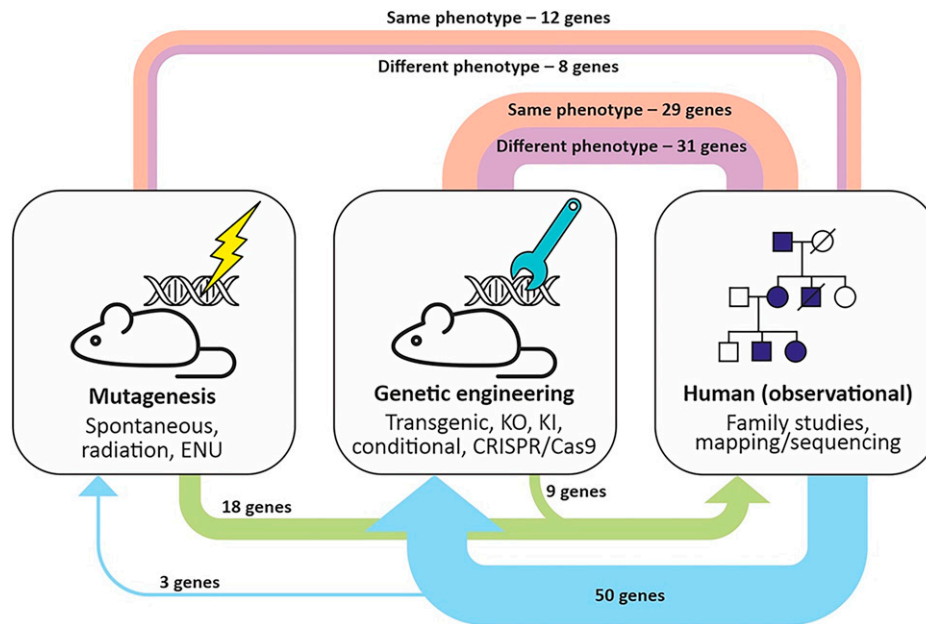 Same phenotype – 12 genes
Different phenotype – 8 genes
Same phenotype – 29 genes
Different phenotype – 31 genes
Mutagenesis
Spontaneous,
radiation, ENU
Genetic engineering
Transgenic, KO, KI,
conditional, CRISPR/Cas9
Human (observational)
Family studies,
mapping/sequencing
18 genes
9 genes
3 genes
50 genes